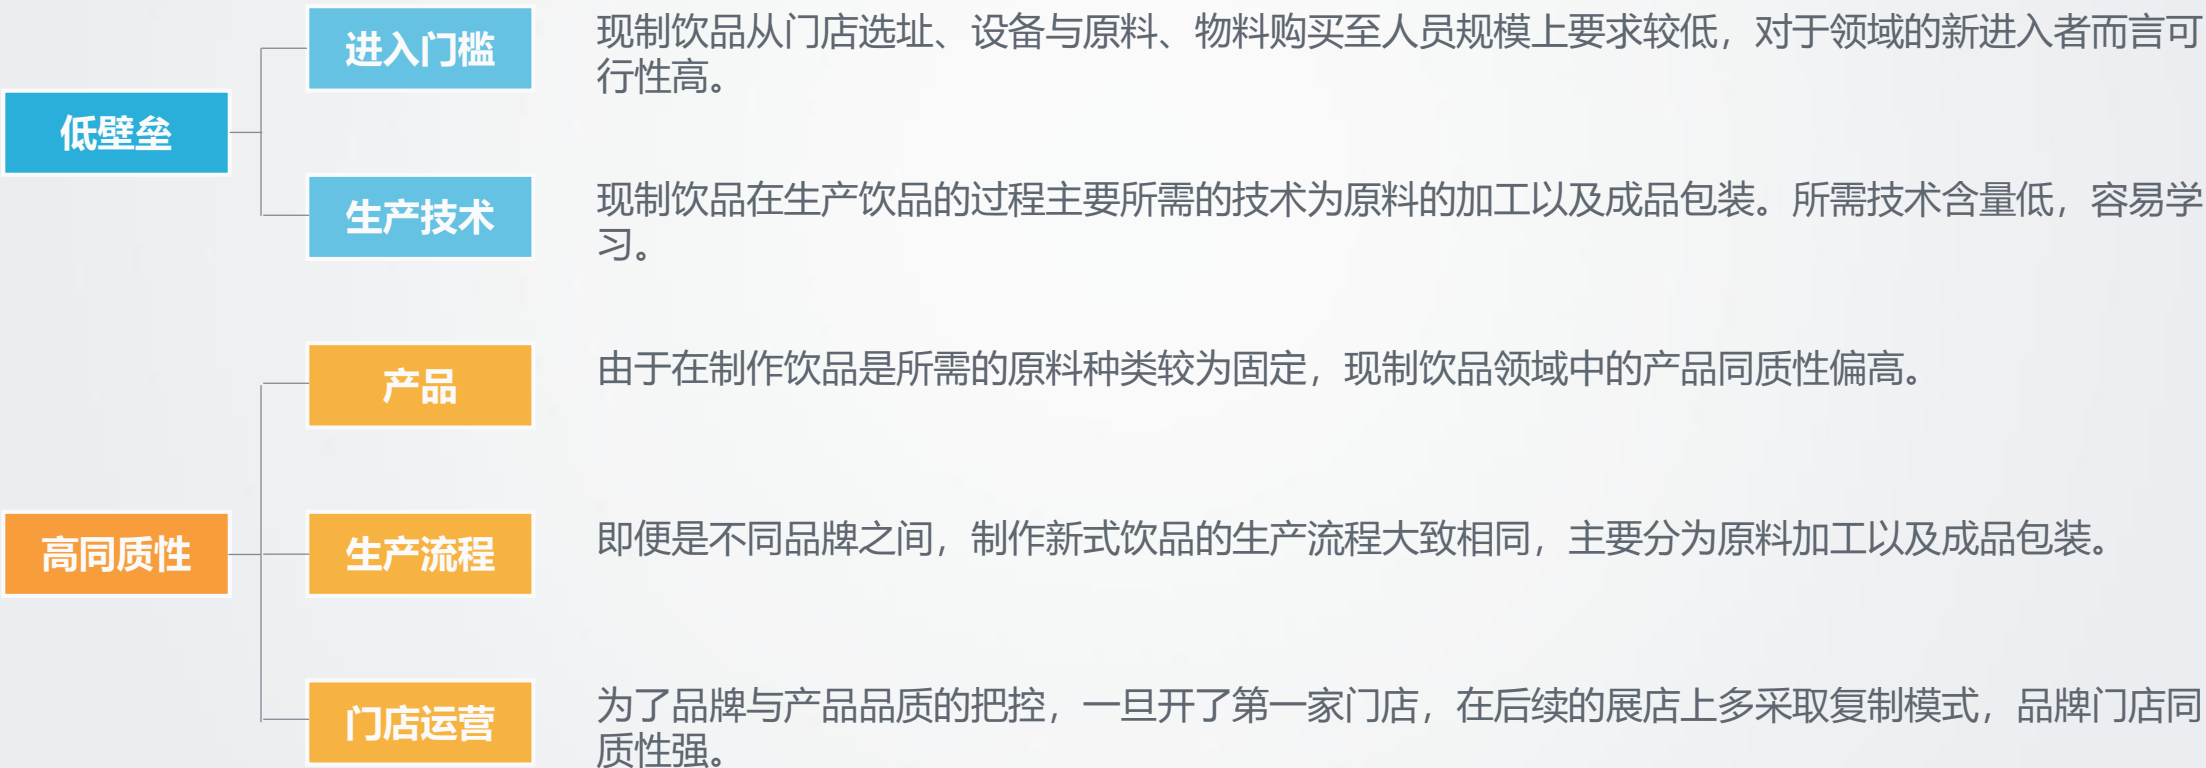 低壁垒
进入门槛
现制饮品从门店选址、设备与原料、物料购买至人员规模上要求较低，对于领域的新进入者而言可
行性高。
生产技术
现制饮品在生产饮品的过程主要所需的技术为原料的加工以及成品包装。所需技术含量低，容易学
习。
高同质性
产品
由于在制作饮品是所需的原料种类较为固定，现制饮品领域中的产品同质性偏高。
生产流程
即便是不同品牌之间，制作新式饮品的生产流程大致相同，主要分为原料加工以及成品包装。
门店运营
为了品牌与产品品质的把控，一旦开了第一家门店，在后续的展店上多采取复制模式，品牌门店同
质性强。